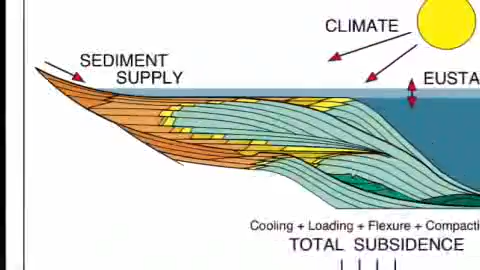 CLIMATE
SEDIMENT
SUPPLY
EUSTA
Cooling + Loading + Flexure + Compacti
TOTAL SUBSIDENCE